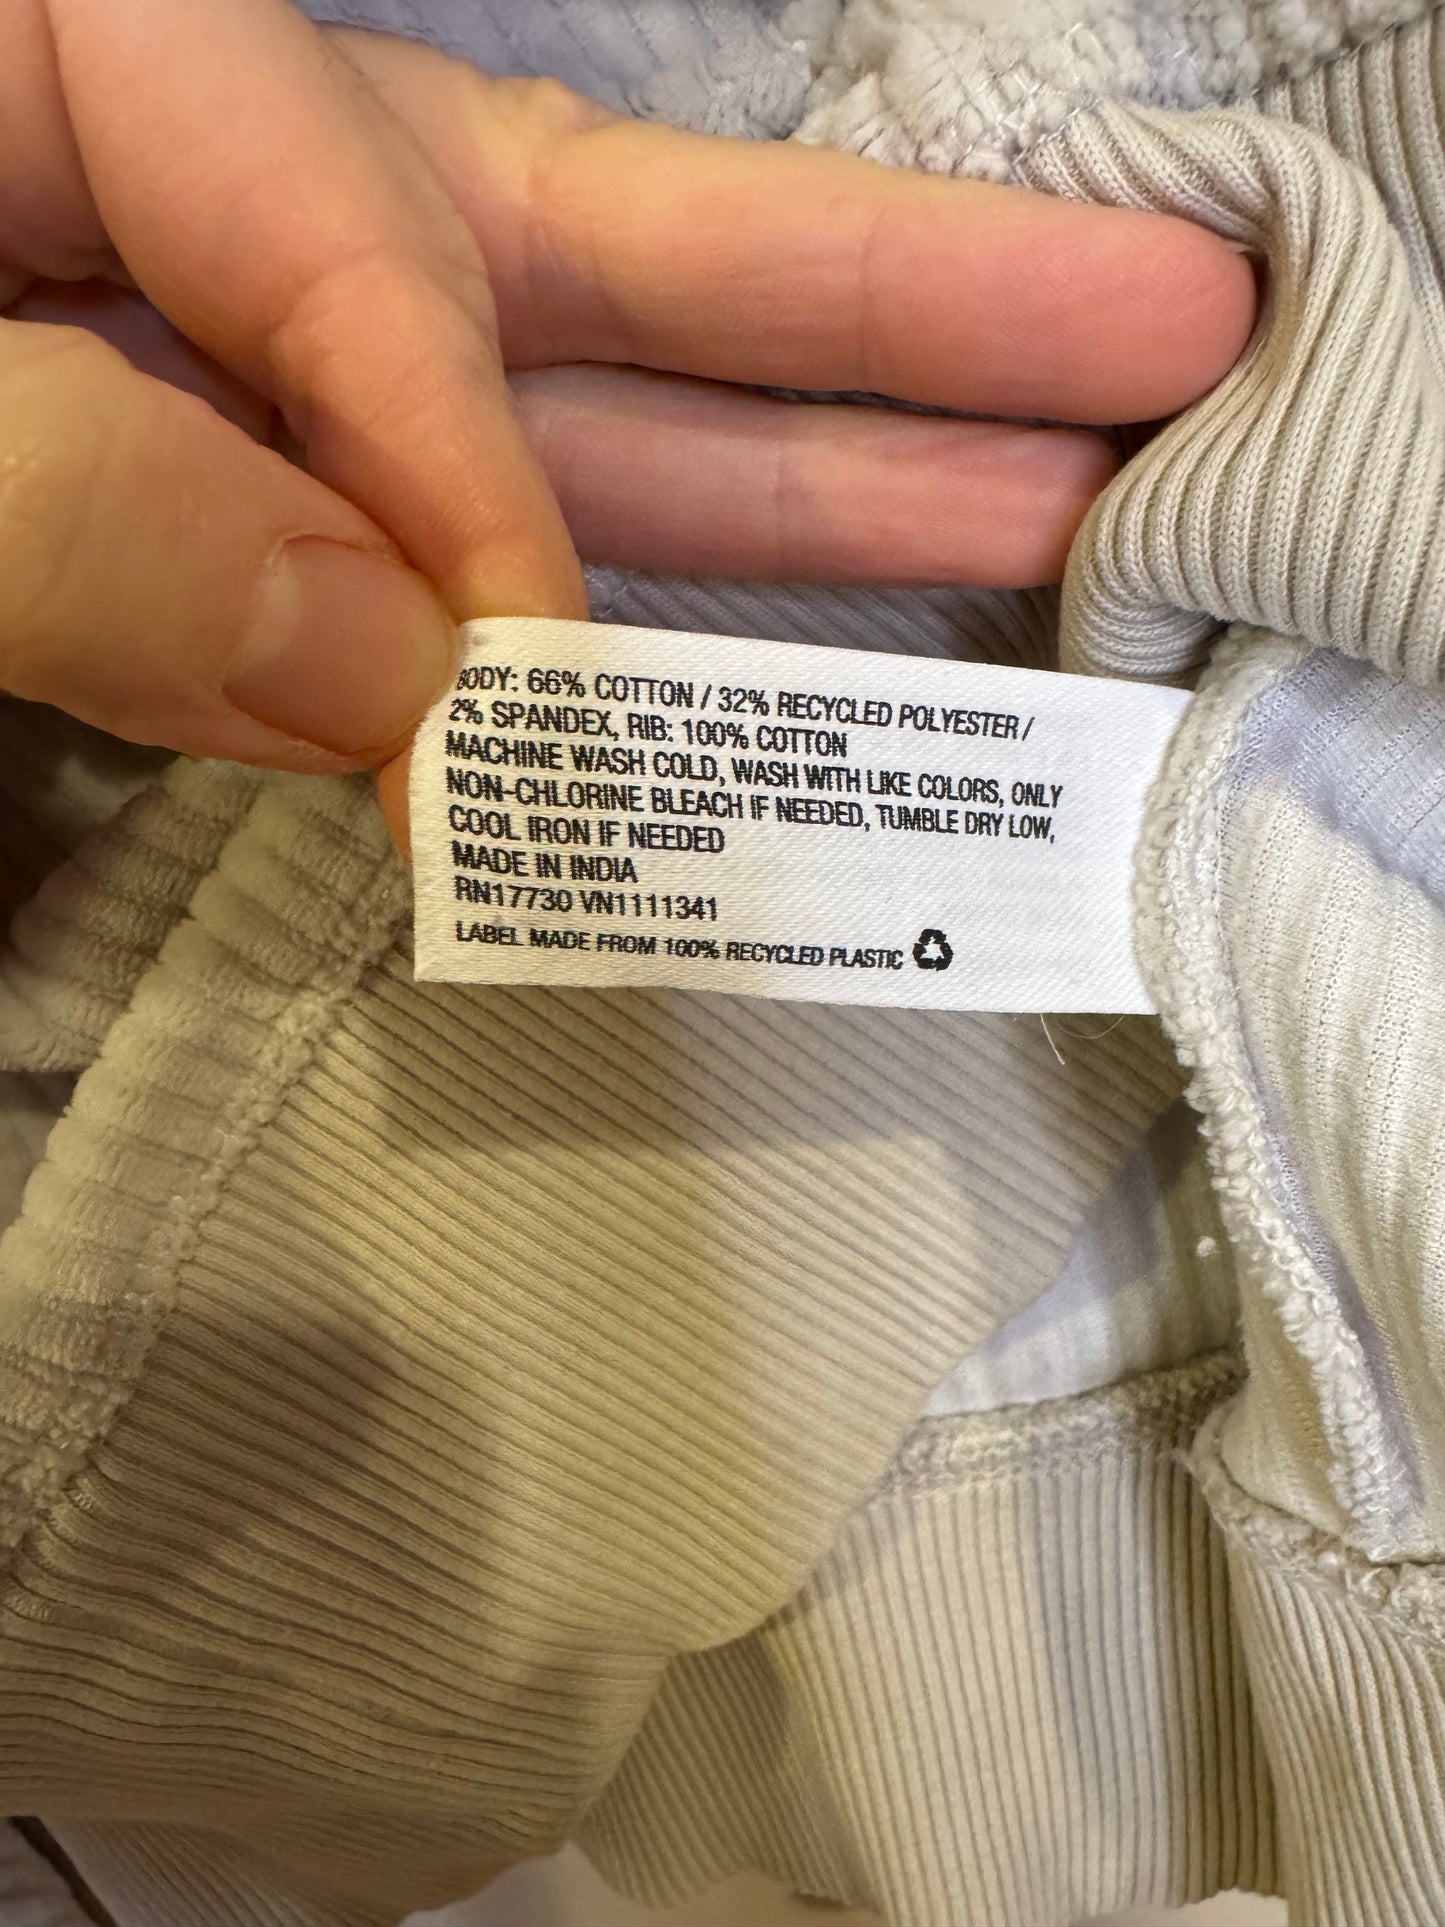 BODY: 66% COTTON / 32% RECYCLED POLYESTER /
2% SPANDEX, RIB: 100% COTTON
MACHINE WASH COLD, WASH WITH LIKE COLORS, ONLY
NON-CHLORINE BLEACH IF NEEDED, TUMBLE DRY LOW,
COOL IRON IF NEEDED
MADE IN INDIA
RN17730 VN1111341
LABEL MADE FROM 100% RECYCLED PLASTIC